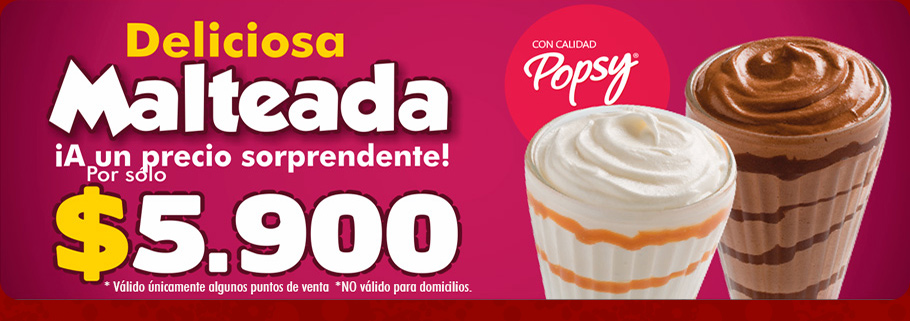 Deliciosa
Malteada
¡A un precio sorprendente!
Por sólo
$5.900
* Válido únicamente algunos puntos de venta *NO válido para domicilios.
CON CALIDAD
Popsy